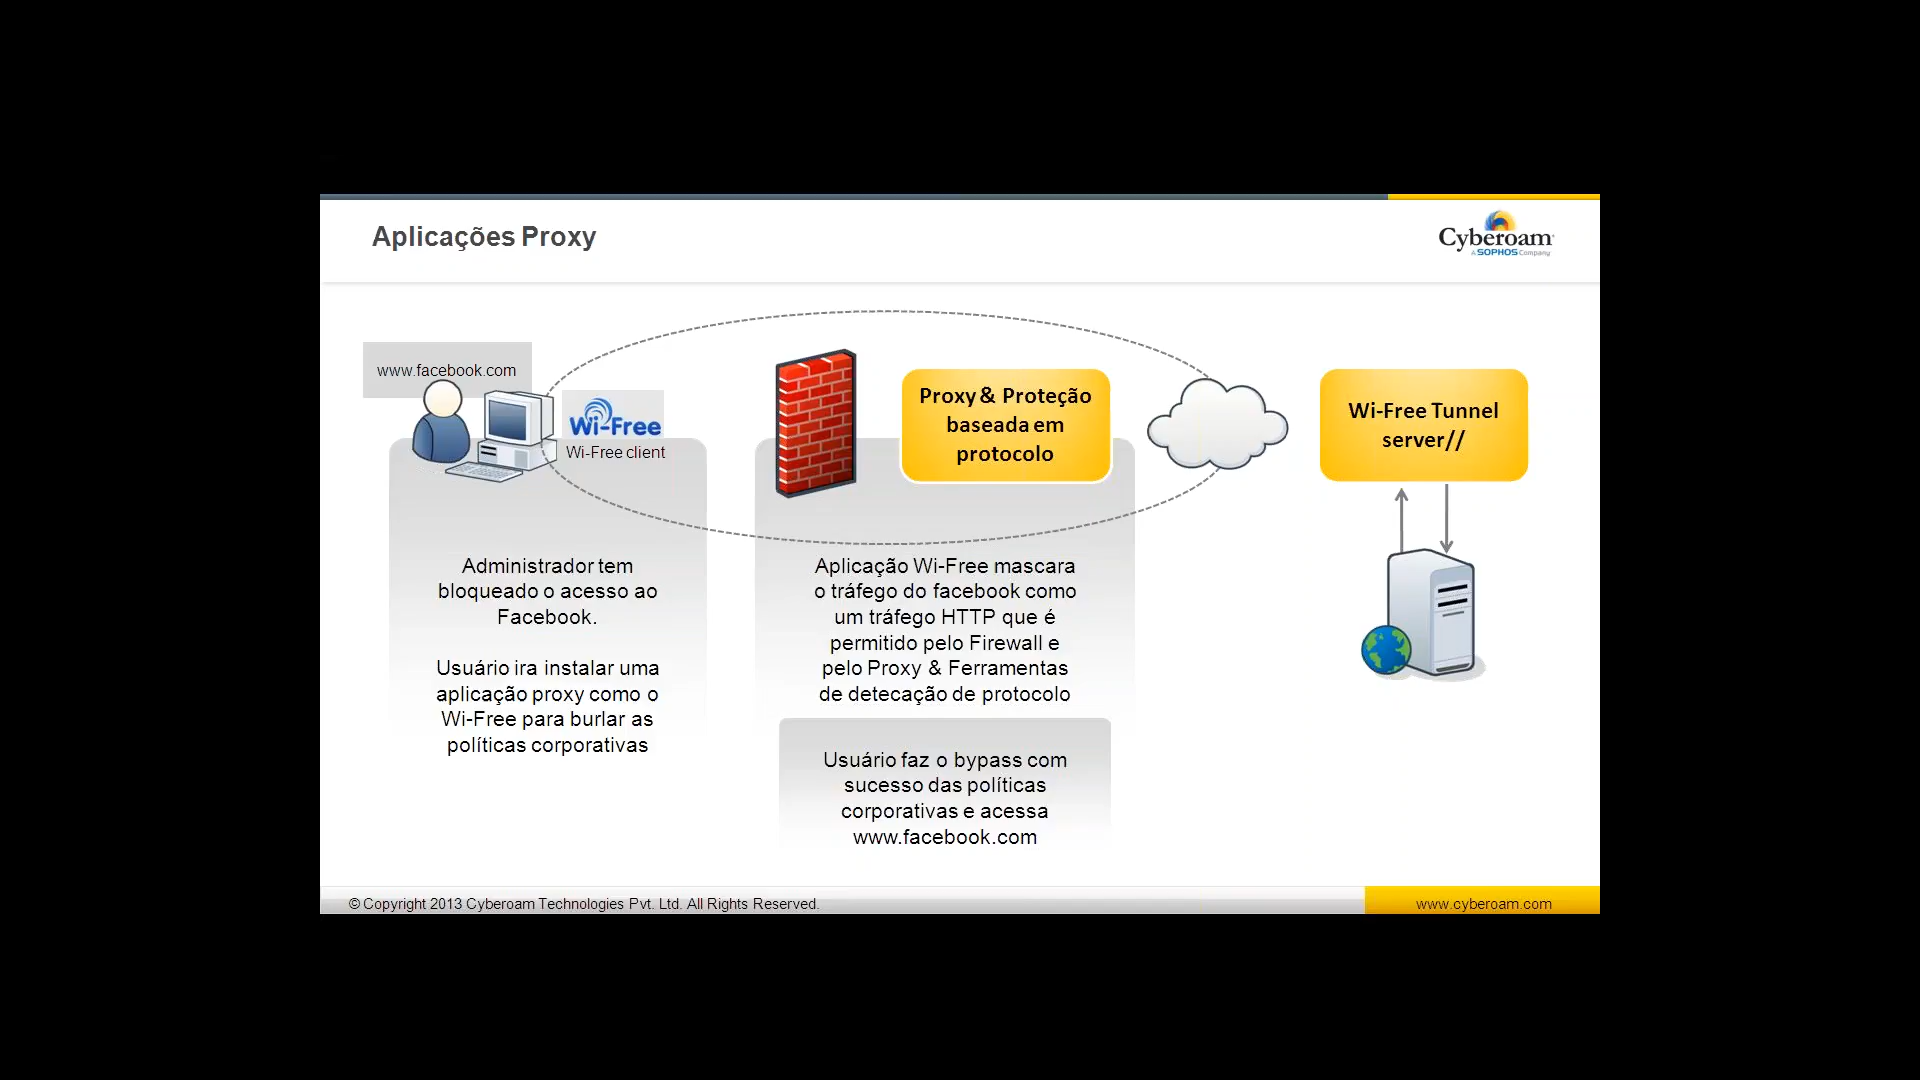 Aplicações Proxy
Cyberoam
A SOPHOS Company
www.facebook.com
Wi-Free
Wi-Free client
Proxy & Proteção
baseada em
protocolo
Wi-Free Tunnel
server//
Administrador tem
bloqueado o acesso ao
Facebook.
Usuário ira instalar uma
aplicação proxy como o
Wi-Free para burlar as
políticas corporativas
Aplicação Wi-Free mascara
o tráfego do facebook como
um tráfego HTTP que é
permitido pelo Firewall e
pelo Proxy & Ferramentas
de detecação de protocolo
Usuário faz o bypass com
sucesso das políticas
corporativas e acessa
www.facebook.com
© Copyright 2013 Cyberoam Technologies Pvt. Ltd. All Rights Reserved.
www.cyberoam.com